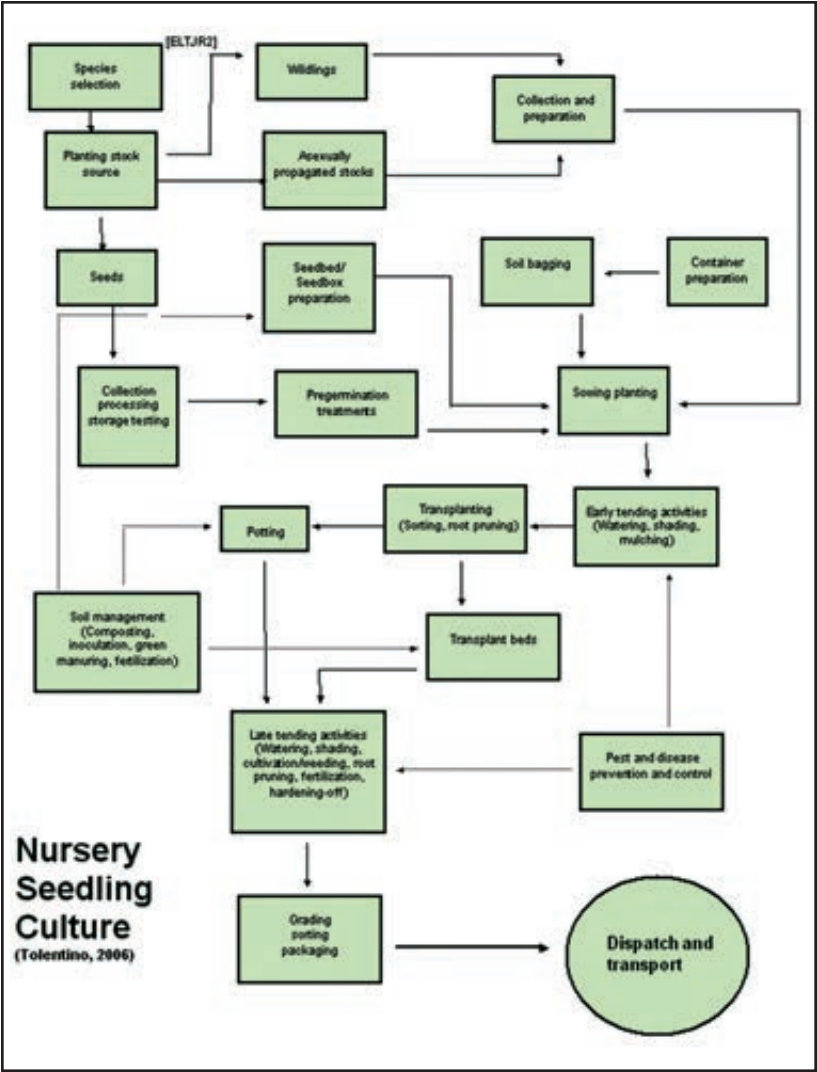 [ELTJR2]
Species
selection
Wildings
Collection and
preparation
Planting stock
source
Asexually
propagated stocks
Seeds
Seedbed/
Seedbox
preparation
Soil bagging
Container
preparation
Collection
processing
storage testing
Pregermination
treatments
Sowing planting
Potting
Transplanting
(Sorting, root pruning)
Early tending activities
(Watering, shading,
mulching)
Soil management
(Composting,
inoculation, green
manuring, fertilization)
Transplant beds
Late tending activities
(Watering, shading,
cultivation/weeding, root
pruning, fertilization,
hardening-off)
Pest and disease
prevention and control
Nursery
Seedling
Culture
(Tolentino, 2006)
Grading
sorting
packaging
Dispatch and
transport